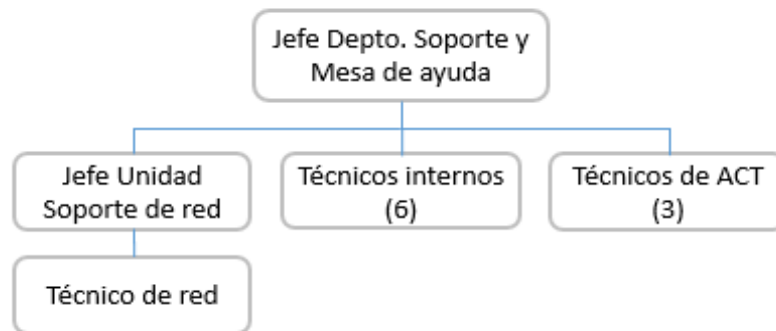 Jefe Depto. Soporte y
Mesa de ayuda
Jefe Unidad
Soporte de red
Técnicos internos
(6)
Técnicos de ACT
(3)
Técnico de red